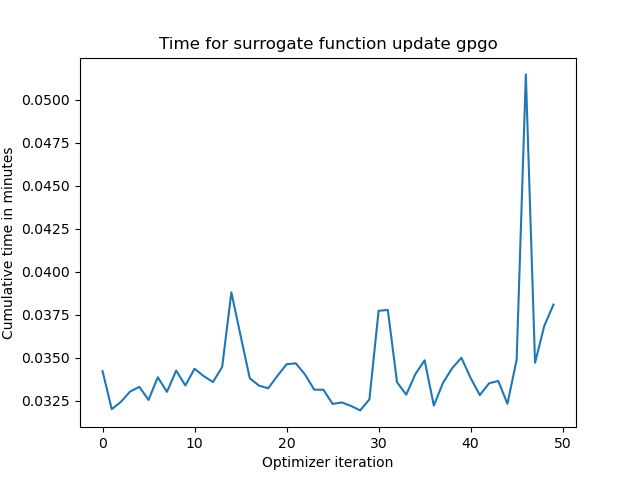 Time for surrogate function update gpgo
Cumulative time in minutes
0.0500
0.0475
0.0450
0.0425
0.0400
0.0375
0.0350
0.0325
0 10 20 30 40 50
Optimizer iteration